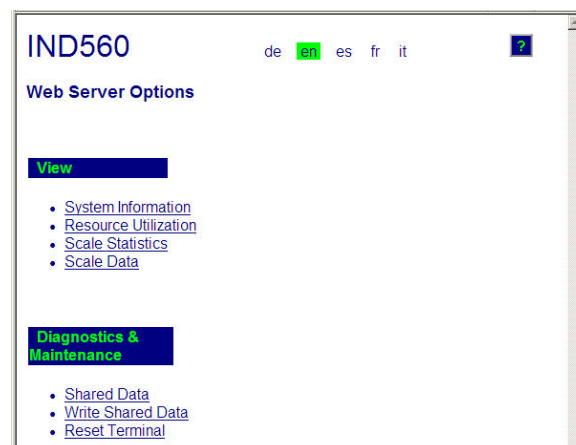 IND560 de en es fr it ?
Web Server Options
View
System Information
Resource Utilization
Scale Statistics
Scale Data
Diagnostics &
Maintenance
Shared Data
Write Shared Data
Reset Terminal